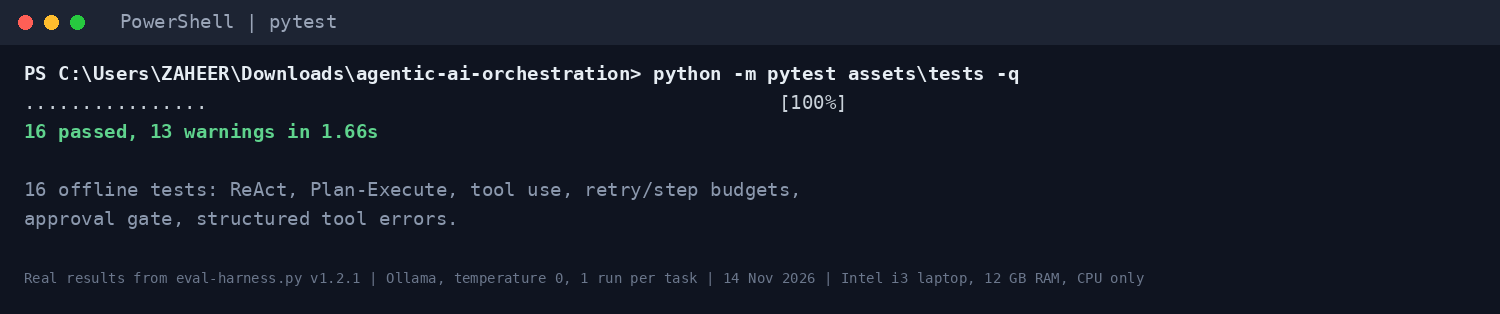 PowerShell | pytest
PS C:\Users\ZAHEER\Downloads\agentic-ai-orchestration> python -m pytest assets\tests -q
................ [100%]
16 passed, 13 warnings in 1.66s
16 offline tests: ReAct, Plan-Execute, tool use, retry/step budgets,
approval gate, structured tool errors.
Real results from eval-harness.py v1.2.1 | Ollama, temperature 0, 1 run per task | 14 Nov 2026 | Intel i3 laptop, 12 GB RAM, CPU only